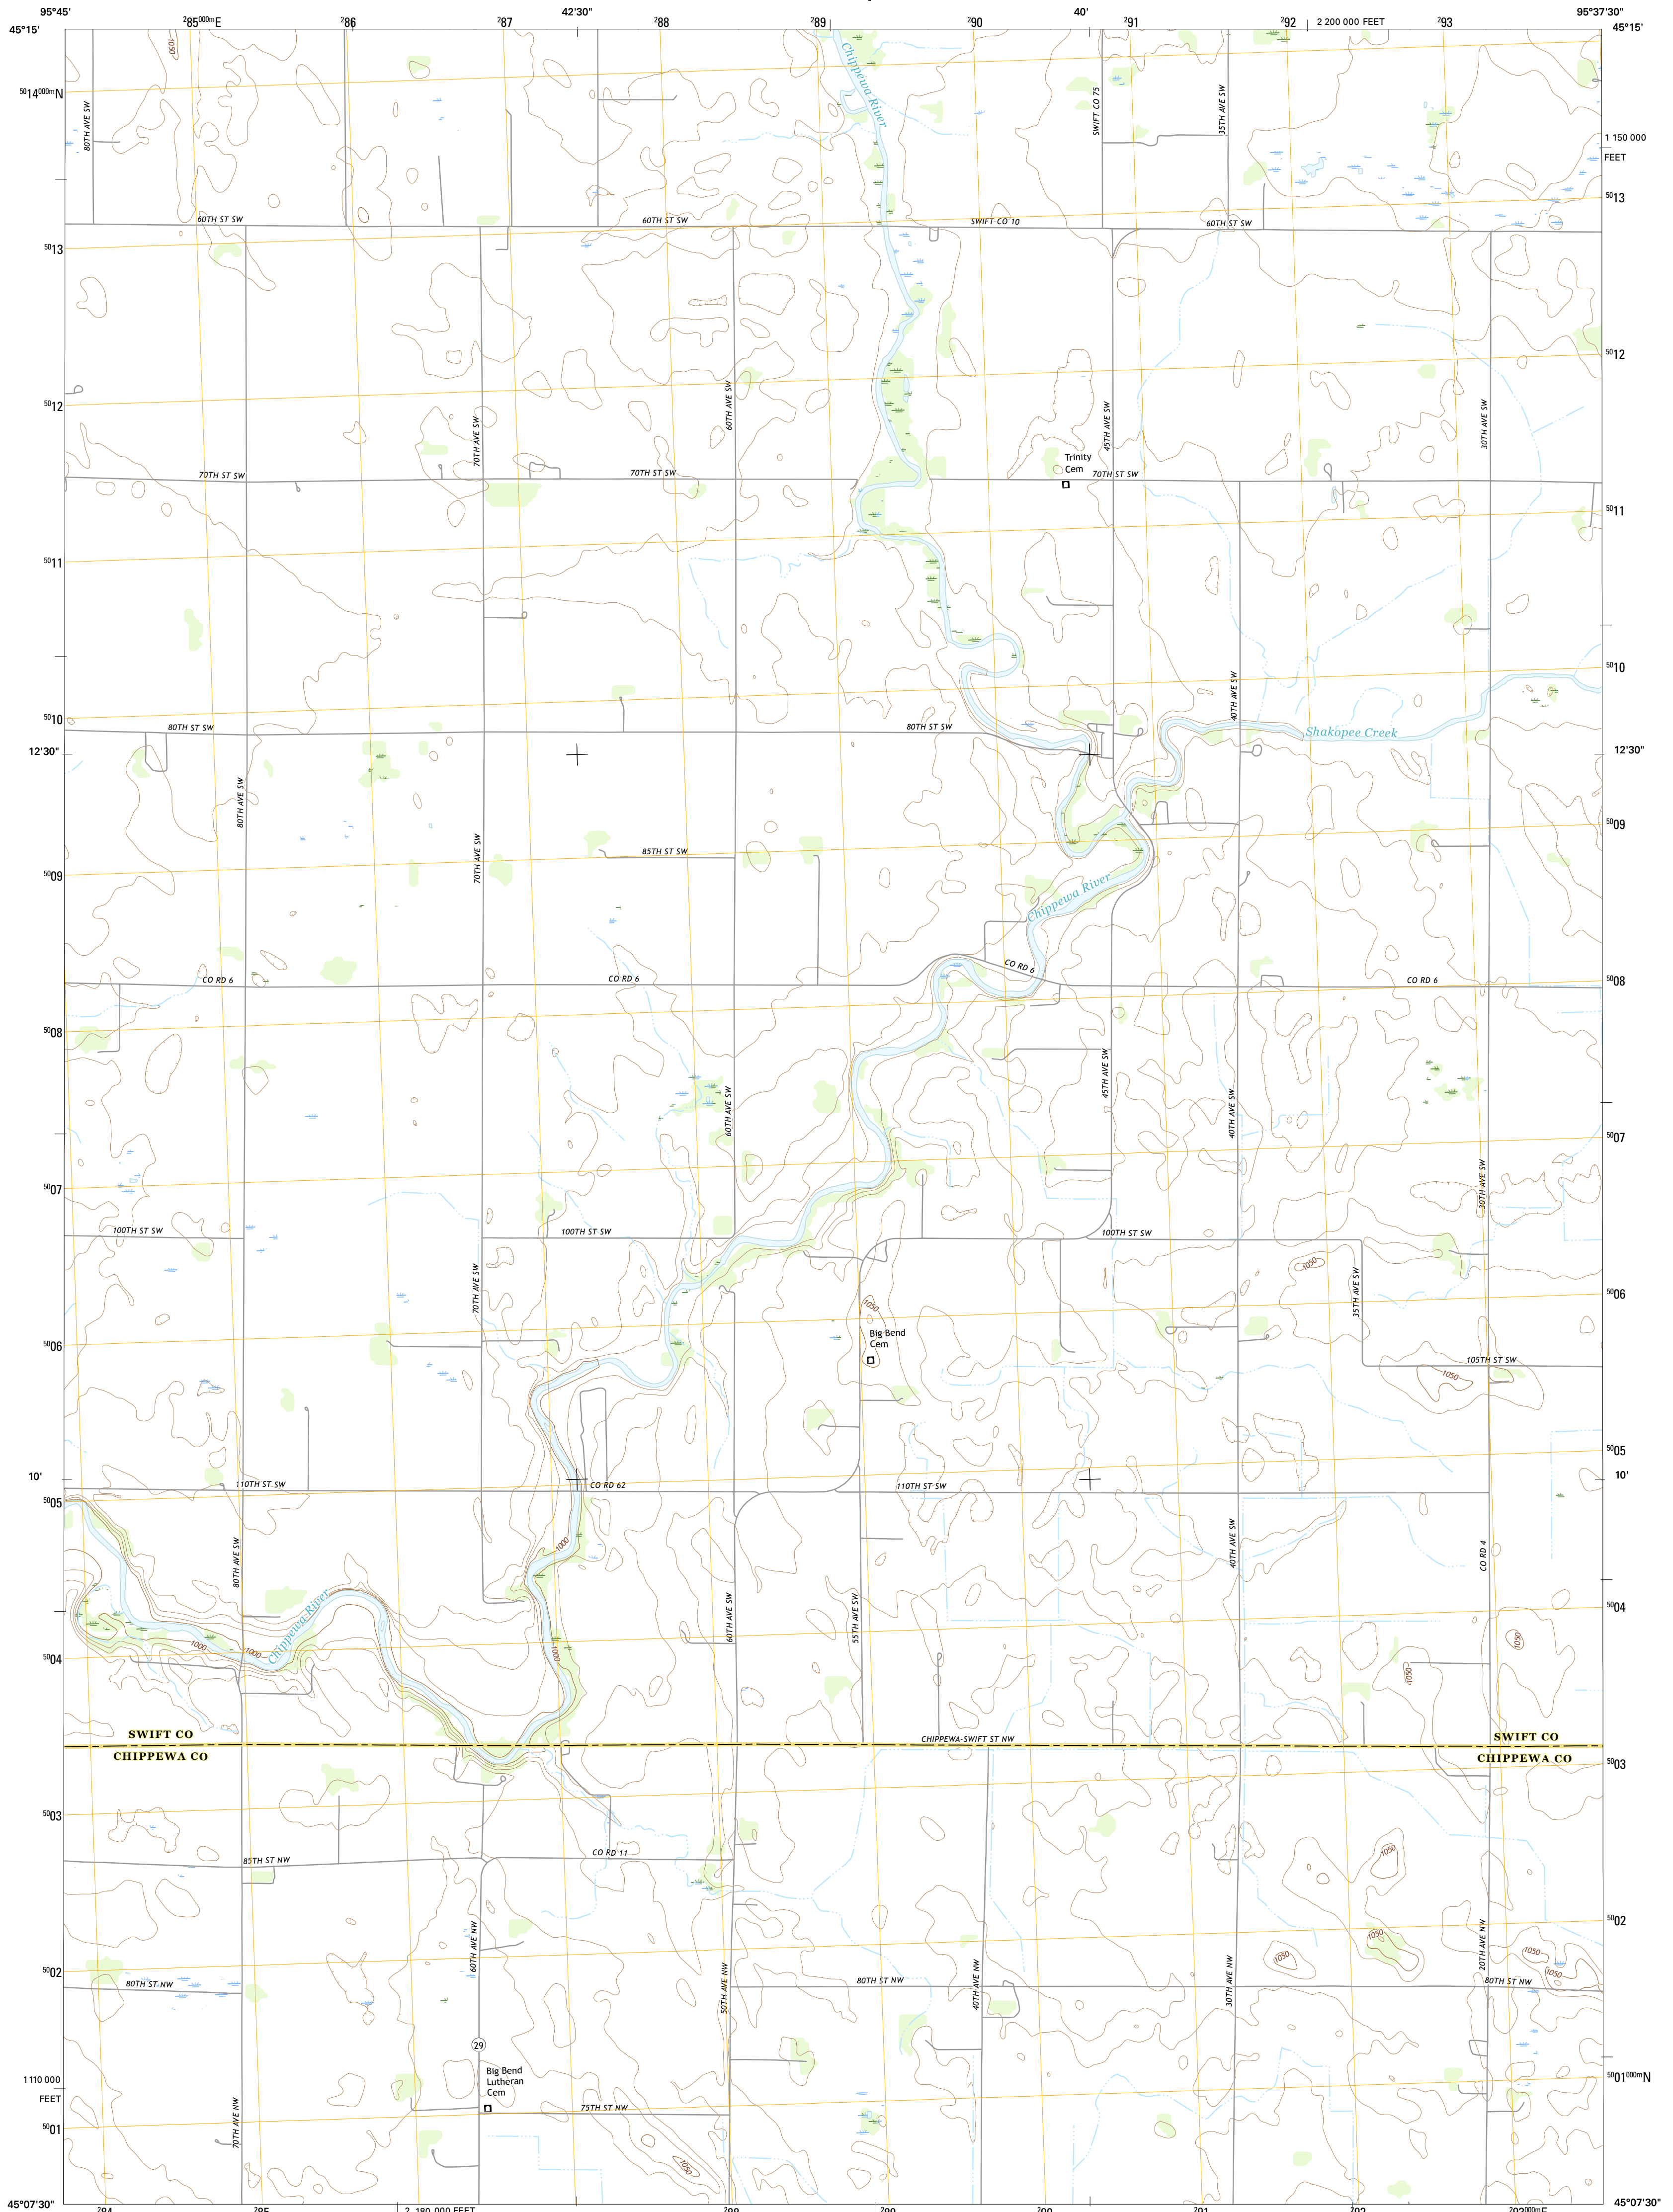 95°45'
²85⁰⁰⁰ᵐE
²86
²87
42'30"
²88
²89
²90
40'
²91
²92
2 200 000 FEET
²93
95°37'30"
45°15'
45°15'
1050
Chippewa River
⁵⁰14⁰⁰⁰ᵐN
80TH AVE SW
SWIFT CO 75
35TH AVE SW
1 150 000
FEET
⁵⁰13
60TH ST SW
60TH ST SW
SWIFT CO 10
60TH ST SW
⁵⁰13
⁵⁰12
⁵⁰12
70TH AVE SW
60TH AVE SW
45TH AVE SW
30TH AVE SW
Trinity
Cem
70TH ST SW
70TH ST SW
70TH ST SW
⁵⁰11
⁵⁰11
⁵⁰10
40TH AVE SW
⁵⁰10
80TH ST SW
80TH ST SW
Shakopee Creek
12'30"
12'30"
80TH AVE SW
70TH AVE SW
⁵⁰09
85TH ST SW
⁵⁰09
Chippewa River
CO RD 6
CO RD 6
CO RD 6
CO RD 6
⁵⁰08
⁵⁰08
60TH AVE SW
45TH AVE SW
40TH AVE SW
⁵⁰07
⁵⁰07
30TH AVE SW
100TH ST SW
100TH ST SW
100TH ST SW
1050
70TH AVE SW
35TH AVE SW
⁵⁰06
1050
Big Bend
Cem
⁵⁰06
105TH ST SW
1050
⁵⁰05
10'
10'
110TH ST SW
CO RD 62
110TH ST SW
⁵⁰05
1000
80TH AVE SW
40TH AVE SW
CO RD 4
Chippewa River
60TH AVE SW
55TH AVE SW
⁵⁰04
1000
1000
1000
1050
1050
⁵⁰04
SWIFT CO
CHIPPEWA CO
CHIPPEWA-SWIFT ST NW
SWIFT CO
CHIPPEWA CO
⁵⁰03
⁵⁰03
85TH ST NW
CO RD 11
1050
⁵⁰02
60TH AVE NW
20TH AVE NW
1050
1050
1050
1050
⁵⁰02
80TH ST NW
50TH AVE NW
80TH ST NW
40TH AVE NW
30TH AVE NW
80TH ST NW
29
Big Bend
Lutheran
Cem
1 110 000
FEET
⁵⁰01⁰⁰⁰ᵐN
75TH ST NW
⁵⁰01
70TH AVE NW
1050
45°07'30"
45°07'30"